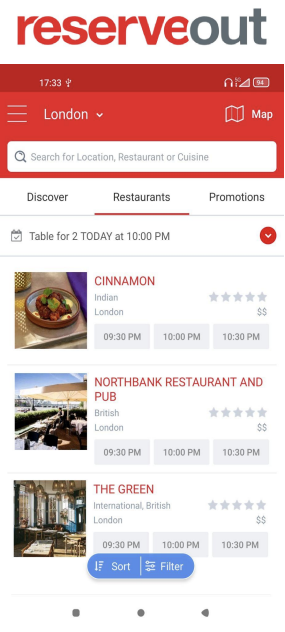 reserveout
17:33
5G
94
London
Map
Search for Location, Restaurant or Cuisine
Discover Restaurants Promotions
Table for 2 TODAY at 10:00 PM
CINNAMON
Indian
London $$
09:30 PM 10:00 PM 10:30 PM
NORTHBANK RESTAURANT AND
PUB
British
London $$
09:30 PM 10:00 PM 10:30 PM
THE GREEN
International, British
London $$
09:30 PM 10:00 PM 10:30 PM
Sort Filter